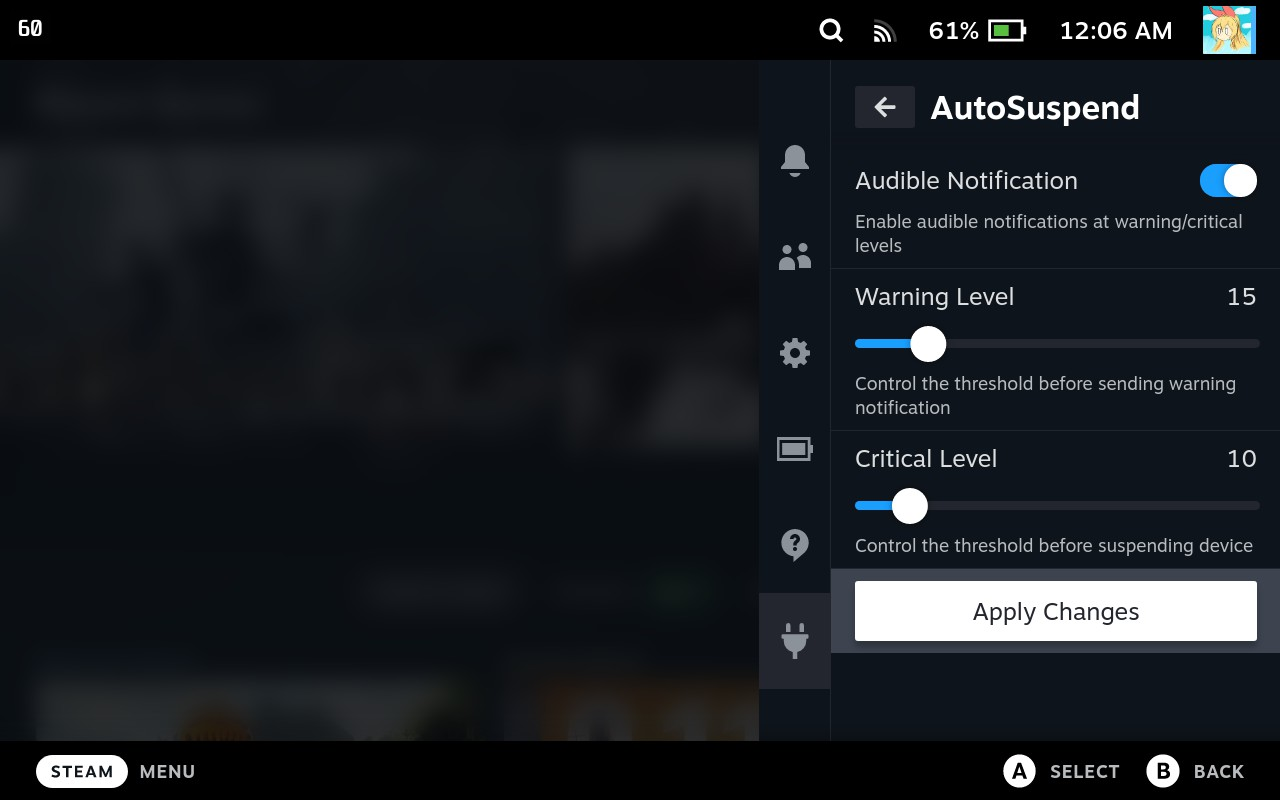 60
61%
12:06 AM
AutoSuspend
Audible Notification
Enable audible notifications at warning/critical
levels
Warning Level
15
Control the threshold before sending warning
notification
Critical Level
10
Control the threshold before suspending device
Apply Changes
STEAM MENU
A SELECT B BACK